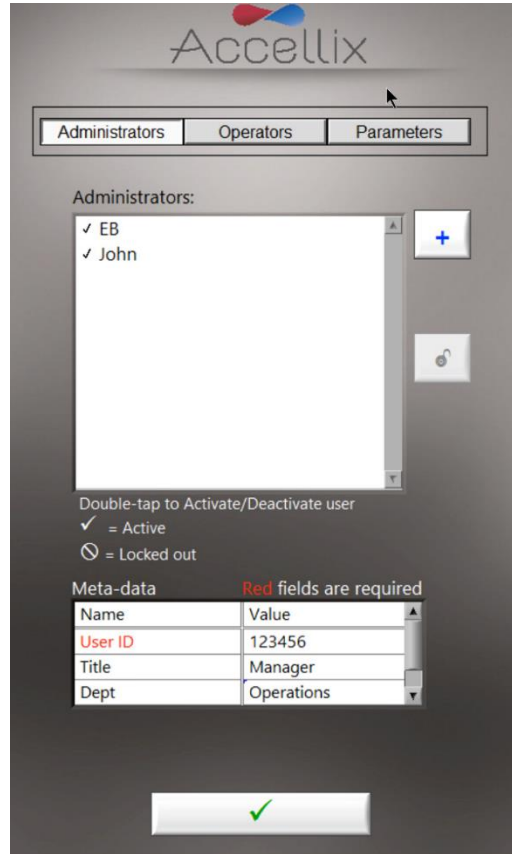 Accellix
Administrators Operators Parameters
Administrators:
✓ EB
✓ John
+
Double-tap to Activate/Deactivate user
✓ = Active
🛇 = Locked out
Meta-data Red fields are required
Name Value
User ID 123456
Title Manager
Dept Operations